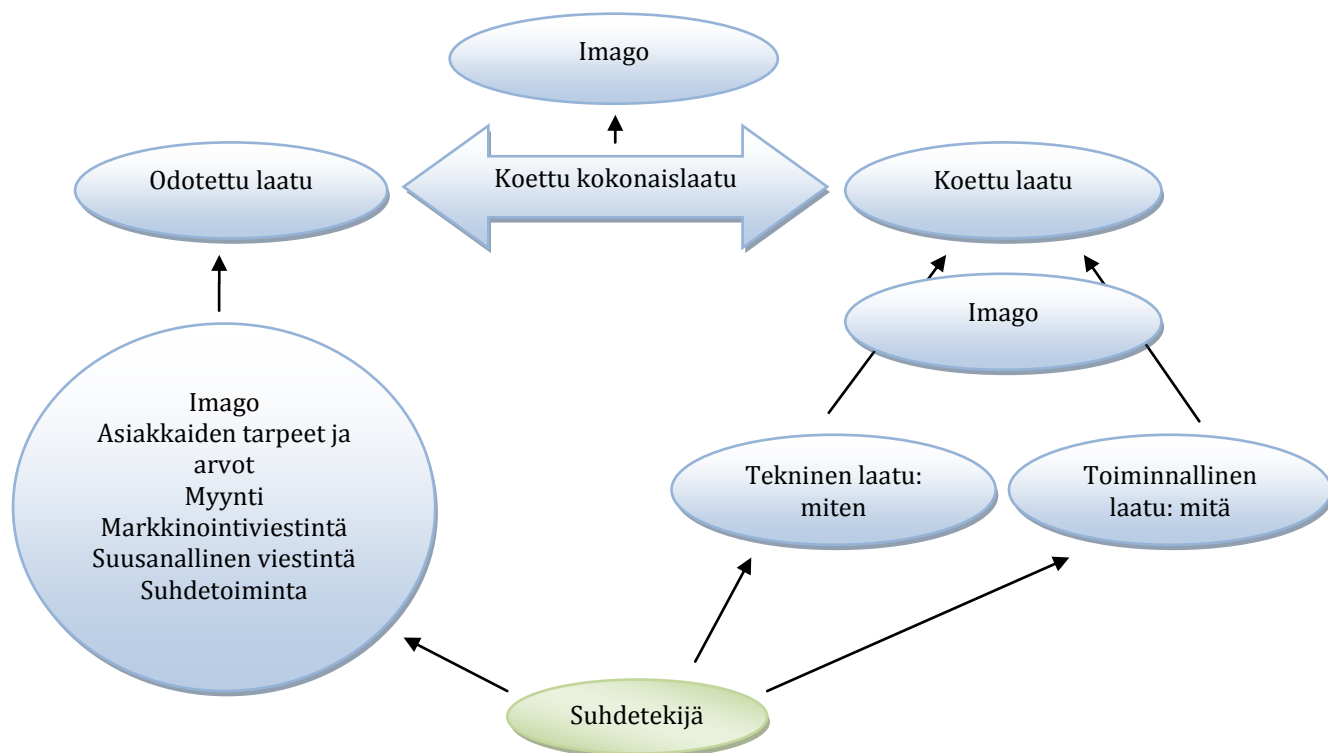 Imago
Odotettu laatu
Koettu kokonaislaatu
Koettu laatu
Imago
Imago
Asiakkaiden tarpeet ja
arvot
Myynti
Markkinointiviestintä
Suusanallinen viestintä
Suhdetoiminta
Tekninen laatu:
miten
Toiminnallinen
laatu: mitä
Suhdetekijä